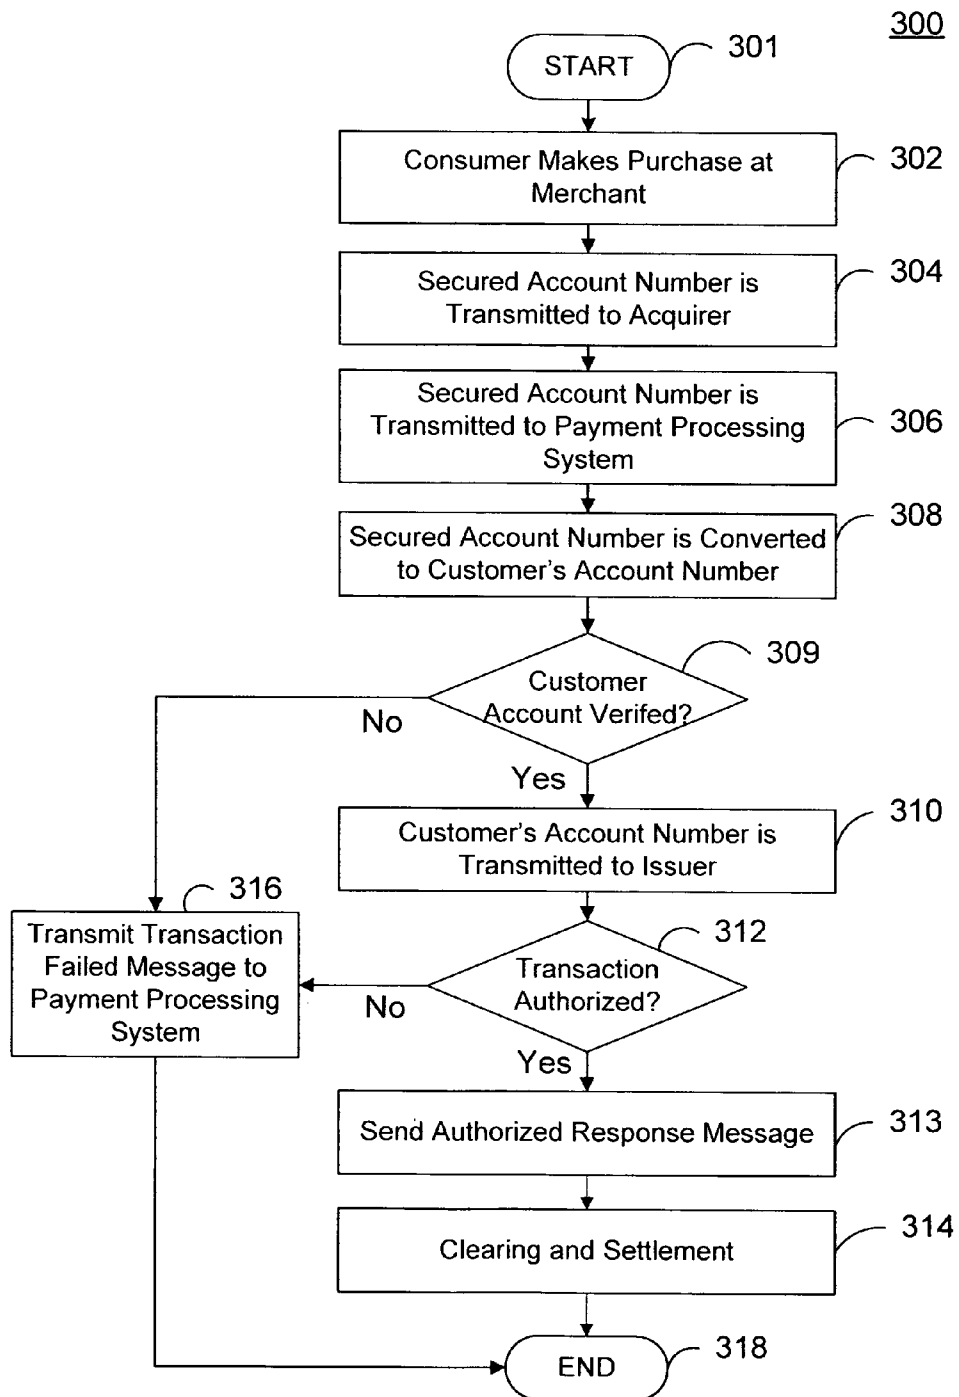 300
START
301
Consumer Makes Purchase at
Merchant
302
Secured Account Number is
Transmitted to Acquirer
304
Secured Account Number is
Transmitted to Payment Processing
System
306
Secured Account Number is Converted
to Customer's Account Number
308
Customer
Account Verifed?
309
No
Yes
Customer's Account Number is
Transmitted to Issuer
310
Transmit Transaction
Failed Message to
Payment Processing
System
316
Transaction
Authorized?
312
No
Yes
Send Authorized Response Message
313
Clearing and Settlement
314
END
318